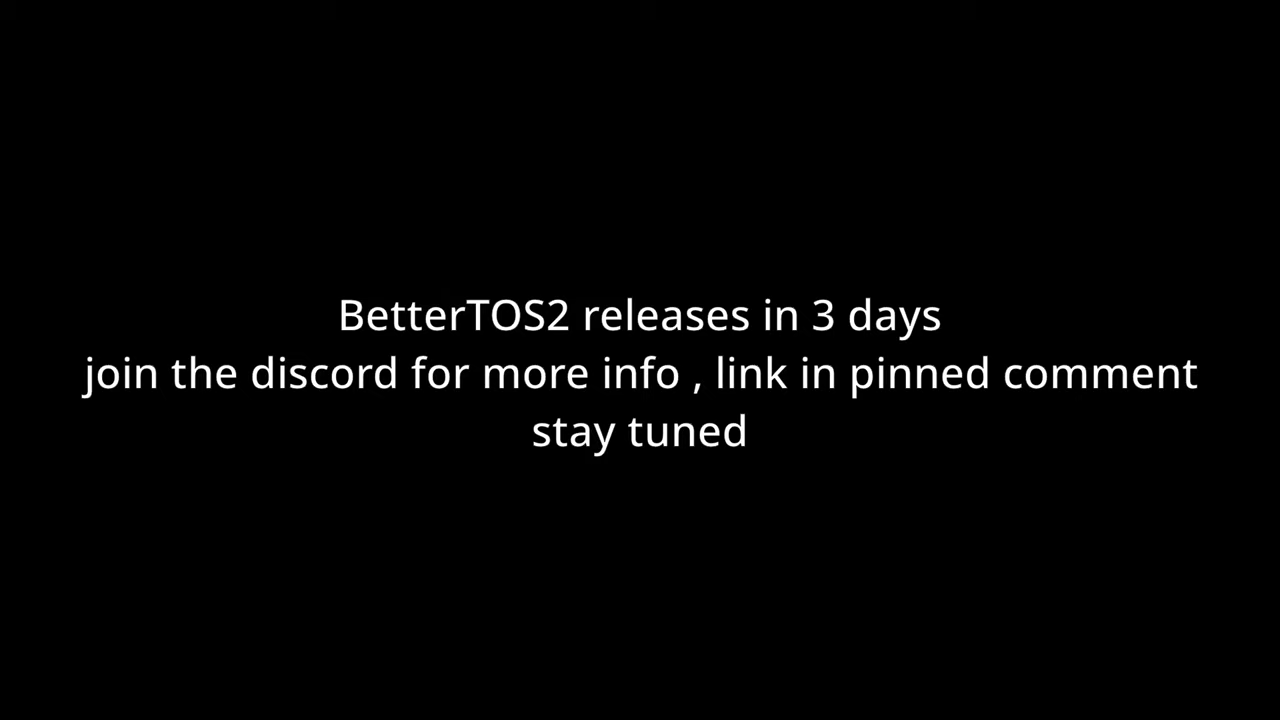 BetterTOS2 releases in 3 days
join the discord for more info , link in pinned comment
stay tuned